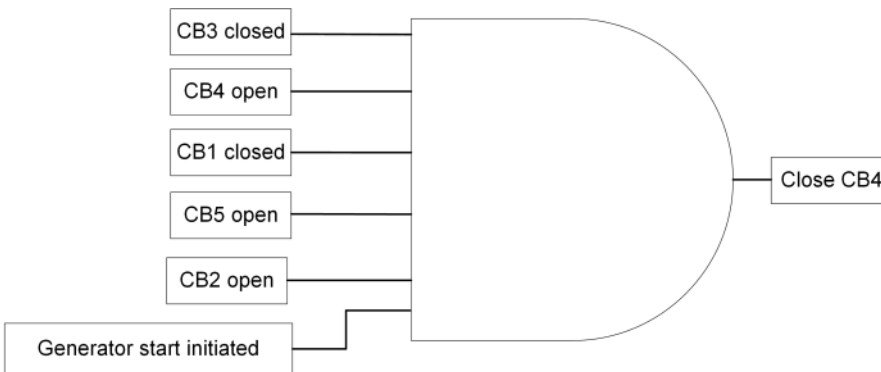 CB3 closed
CB4 open
CB1 closed
CB5 open
Close CB4
CB2 open
Generator start initiated